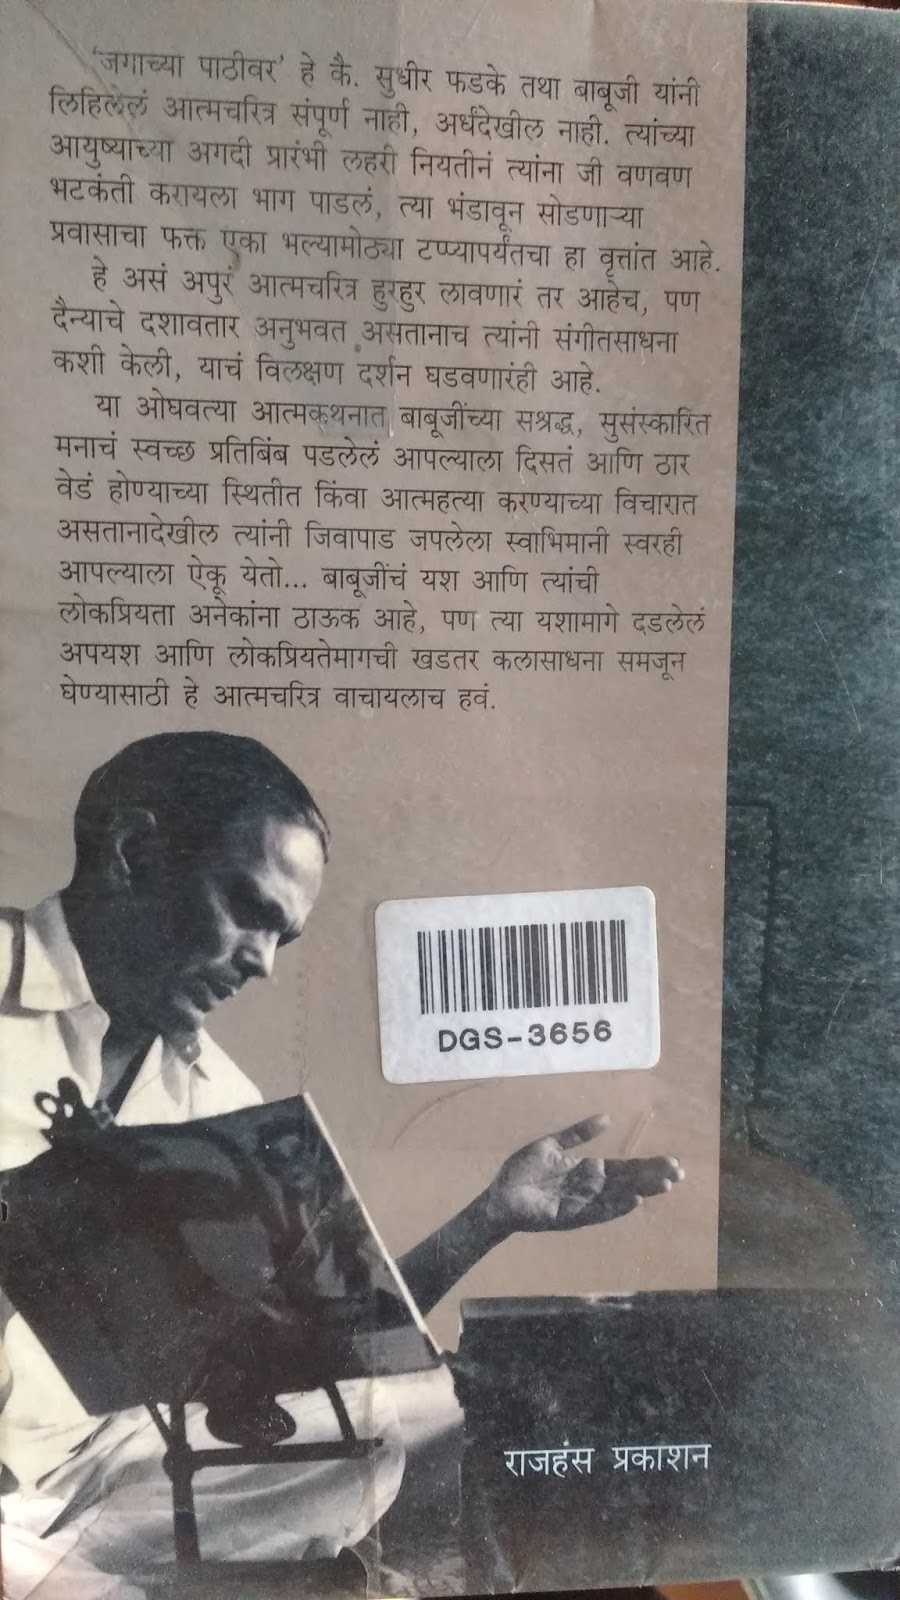 ‘जगाच्या पाठीवर’ हे कै. सुधीर फडके तथा बाबूजी यांनी
लिहिलेलं आत्मचरित्र संपूर्ण नाही, अर्धंदेखील नाही. त्यांच्या
आयुष्याच्या अगदी प्रारंभी लहरी नियतीनं त्यांना जी वणवण
भटकंती करायला भाग पाडलं, त्या भंडावून सोडणाऱ्या
प्रवासाचा फक्त एका भल्यामोठ्या टप्प्यापर्यंतचा हा वृत्तांत आहे.
हे असं अपुरं आत्मचरित्र हुरहुर लावणारं तर आहेच, पण
दैन्याचे दशावतार अनुभवत असतानाच त्यांनी संगीतसाधना
कशी केली, याचं विलक्षण दर्शन घडवणारंही आहे.
या ओघवत्या आत्मकथनात बाबूजींच्या सश्रद्ध, सुसंस्कारित
मनाचं स्वच्छ प्रतिबिंब पडलेलं आपल्याला दिसतं आणि ठार
वेडं होण्याच्या स्थितीत किंवा आत्महत्या करण्याच्या विचारात
असतानादेखील त्यांनी जिवापाड जपलेला स्वाभिमानी स्वरही
आपल्याला ऐकू येतो... बाबूजींचं यश आणि त्यांची
लोकप्रियता अनेकांना ठाऊक आहे, पण त्या यशामागे दडलेलं
अपयश आणि लोकप्रियतेमागची खडतर कलासाधना समजून
घेण्यासाठी हे आत्मचरित्र वाचायलाच हवं.
DGS-3656
राजहंस प्रकाशन